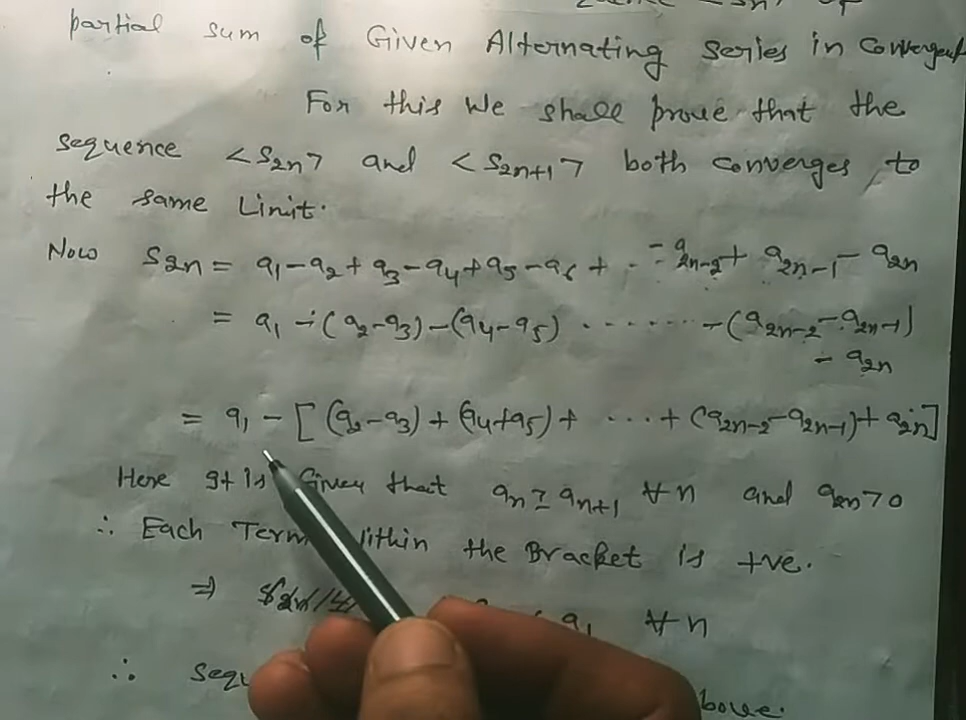 partial sum of Given Alternating Series in Convergent
For this We shall prove that the
sequence <S2n> and <S2n+1> both converges to
the same Limit.
Now S2n = a1 - a2 + a3 - a4 + a5 - a6 + . - a2n-2 + a2n-1 - a2n
= a1 - (a2 - a3) - (a4 - a5) ....... - (a2n-2 - a2n-1)
- a2n
= a1 - [(a2 - a3) + (a4 + a5) + ... + (a2n-2 - a2n-1) + a2n]
Here It is Given that an ≥ an+1 ∀ n and a2n > 0
∴ Each Term within the Bracket is +ve.
⇒ a1 ∀ n
∴
above.